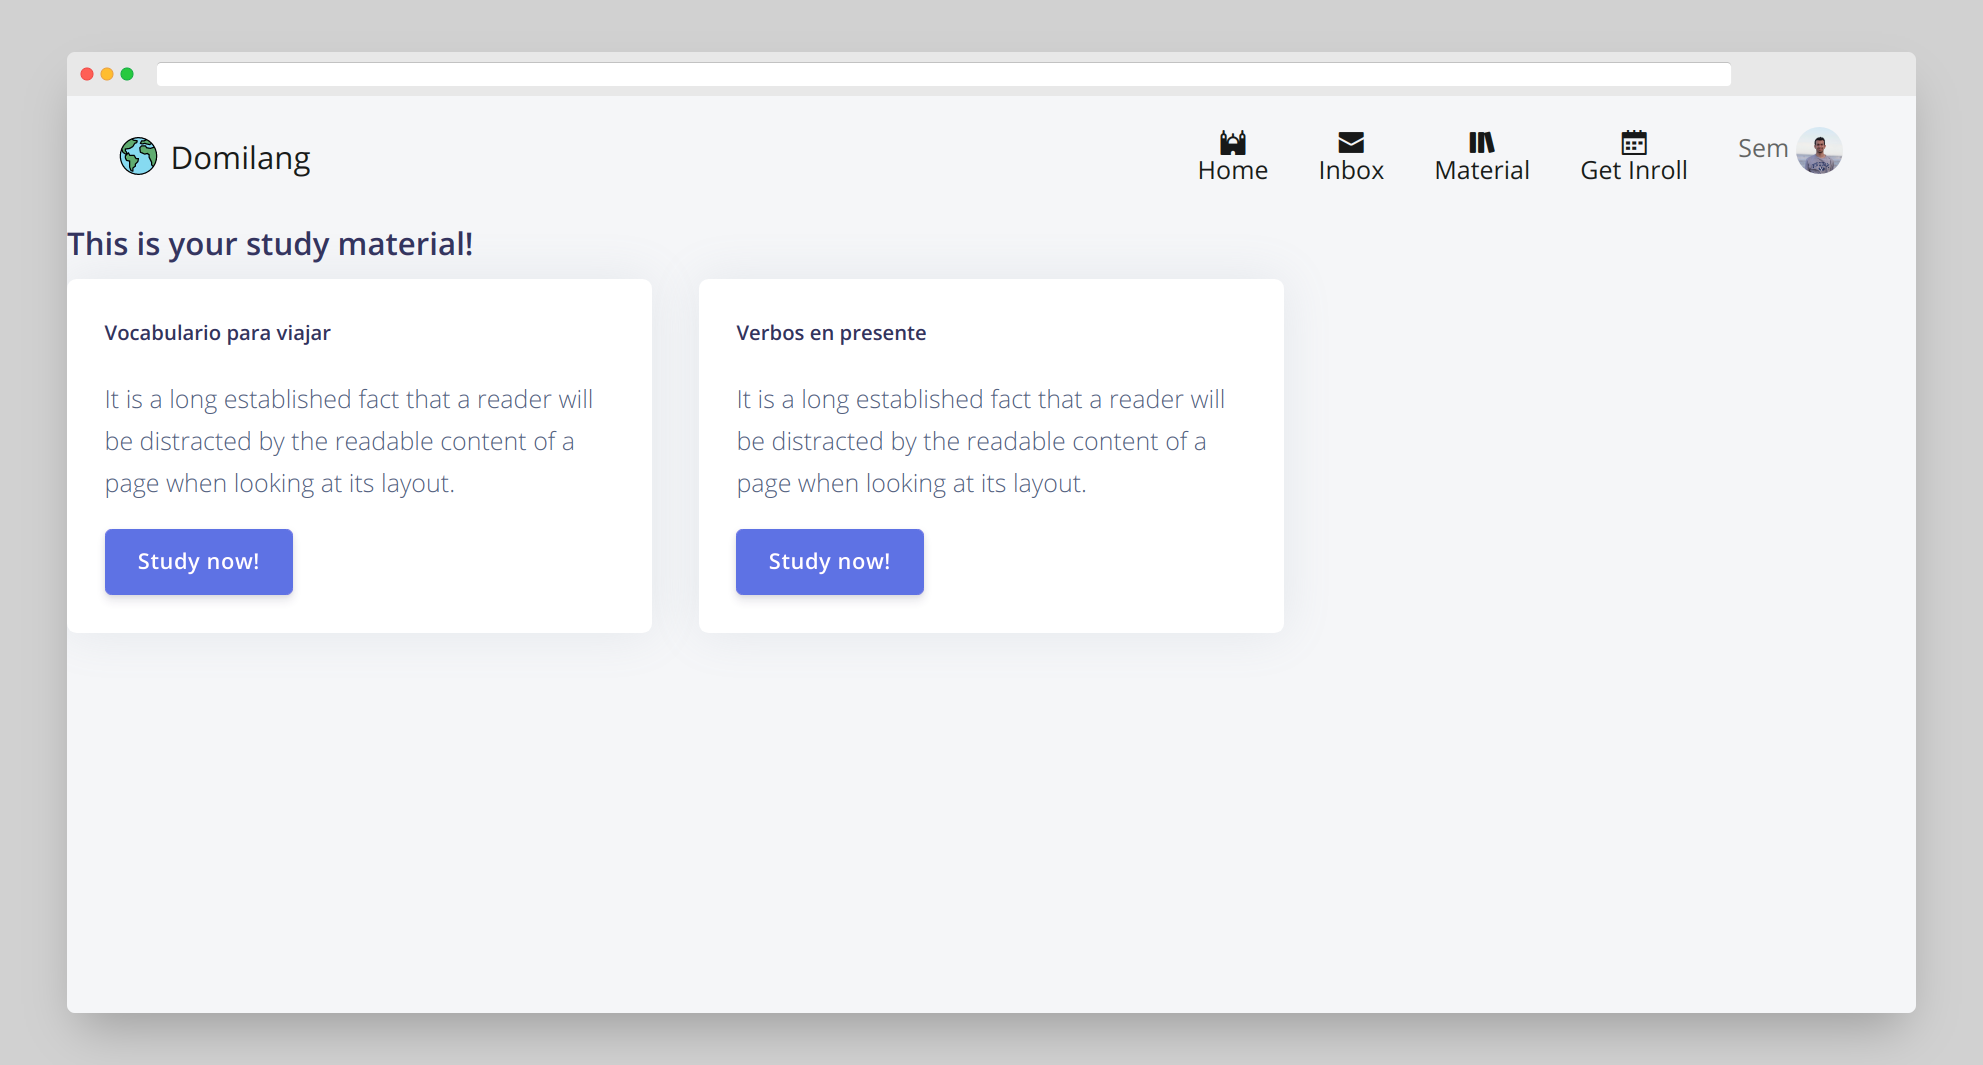 Domilang
Home
Inbox
Material
Get Inroll
Sem
This is your study material!
Vocabulario para viajar
It is a long established fact that a reader will
be distracted by the readable content of a
page when looking at its layout.
Study now!
Verbos en presente
It is a long established fact that a reader will
be distracted by the readable content of a
page when looking at its layout.
Study now!